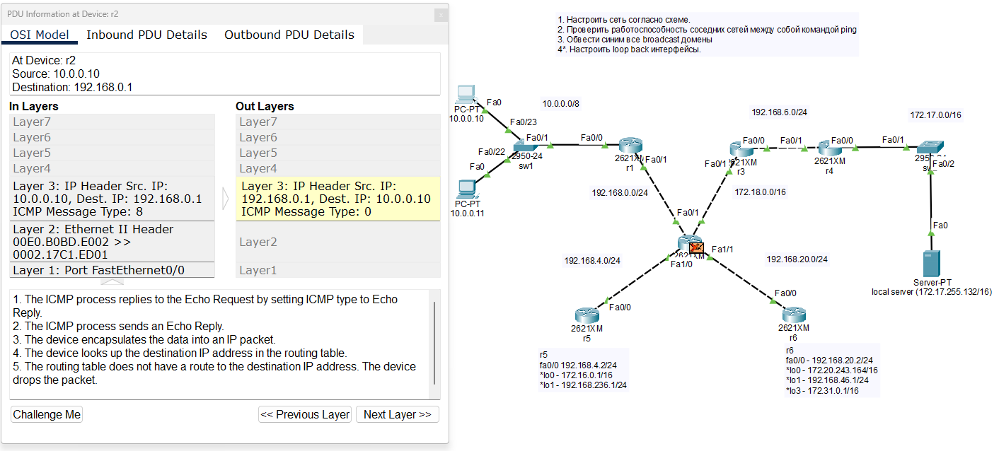 PDU Information at Device: r2
x
OSI Model
Inbound PDU Details
Outbound PDU Details
At Device: r2
Source: 10.0.0.10
Destination: 192.168.0.1
In Layers
Layer7
Layer6
Layer5
Layer4
Layer 3: IP Header Src. IP:
10.0.0.10, Dest. IP: 192.168.0.1
ICMP Message Type: 8
Layer 2: Ethernet II Header
00E0.B0BD.E002 >>
0002.17C1.ED01
Layer 1: Port FastEthernet0/0
Out Layers
Layer7
Layer6
Layer5
Layer4
Layer 3: IP Header Src. IP:
192.168.0.1, Dest. IP: 10.0.0.10
ICMP Message Type: 0
Layer2
Layer1
1. The ICMP process replies to the Echo Request by setting ICMP type to Echo
Reply.
2. The ICMP process sends an Echo Reply.
3. The device encapsulates the data into an IP packet.
4. The device looks up the destination IP address in the routing table.
5. The routing table does not have a route to the destination IP address. The device
drops the packet.
Challenge Me
<< Previous Layer
Next Layer >>
1. Настроить сеть согласно схеме.
2. Проверить работоспособность соседних сетей между собой командой ping
3. Обвести синим все broadcast домены
4*. Настроить loop back интерфейсы.
PC-PT
10.0.0.10
Fa0
Fa0/23
10.0.0.0/8
Fa0/1
Fa0/0
Fa0/22
2950-24
sw1
Fa0
PC-PT
10.0.0.11
2621XM
r1
Fa0/1
192.168.0.0/24
192.168.6.0/24
Fa0/0
Fa0/1
Fa0/0
Fa0/1
r3
172.18.0.0/16
2621XM
r4
172.17.0.0/16
Fa0/1
Fa0/2
Fa0
Server-PT
local server (172.17.255.132/16)
Fa0/1
Fa1/1
Fa1/0
192.168.4.0/24
192.168.20.0/24
Fa0/0
2621XM
r5
Fa0/0
2621XM
r6
r5
fa0/0 192.168.4.2/24
*lo0 - 172.16.0.1/16
*lo1 - 192.168.236.1/24
r6
fa0/0 - 192.168.20.2/24
*lo0 - 172.20.243.164/16
*lo1 - 192.168.46.1/24
*lo3 - 172.31.0.1/16